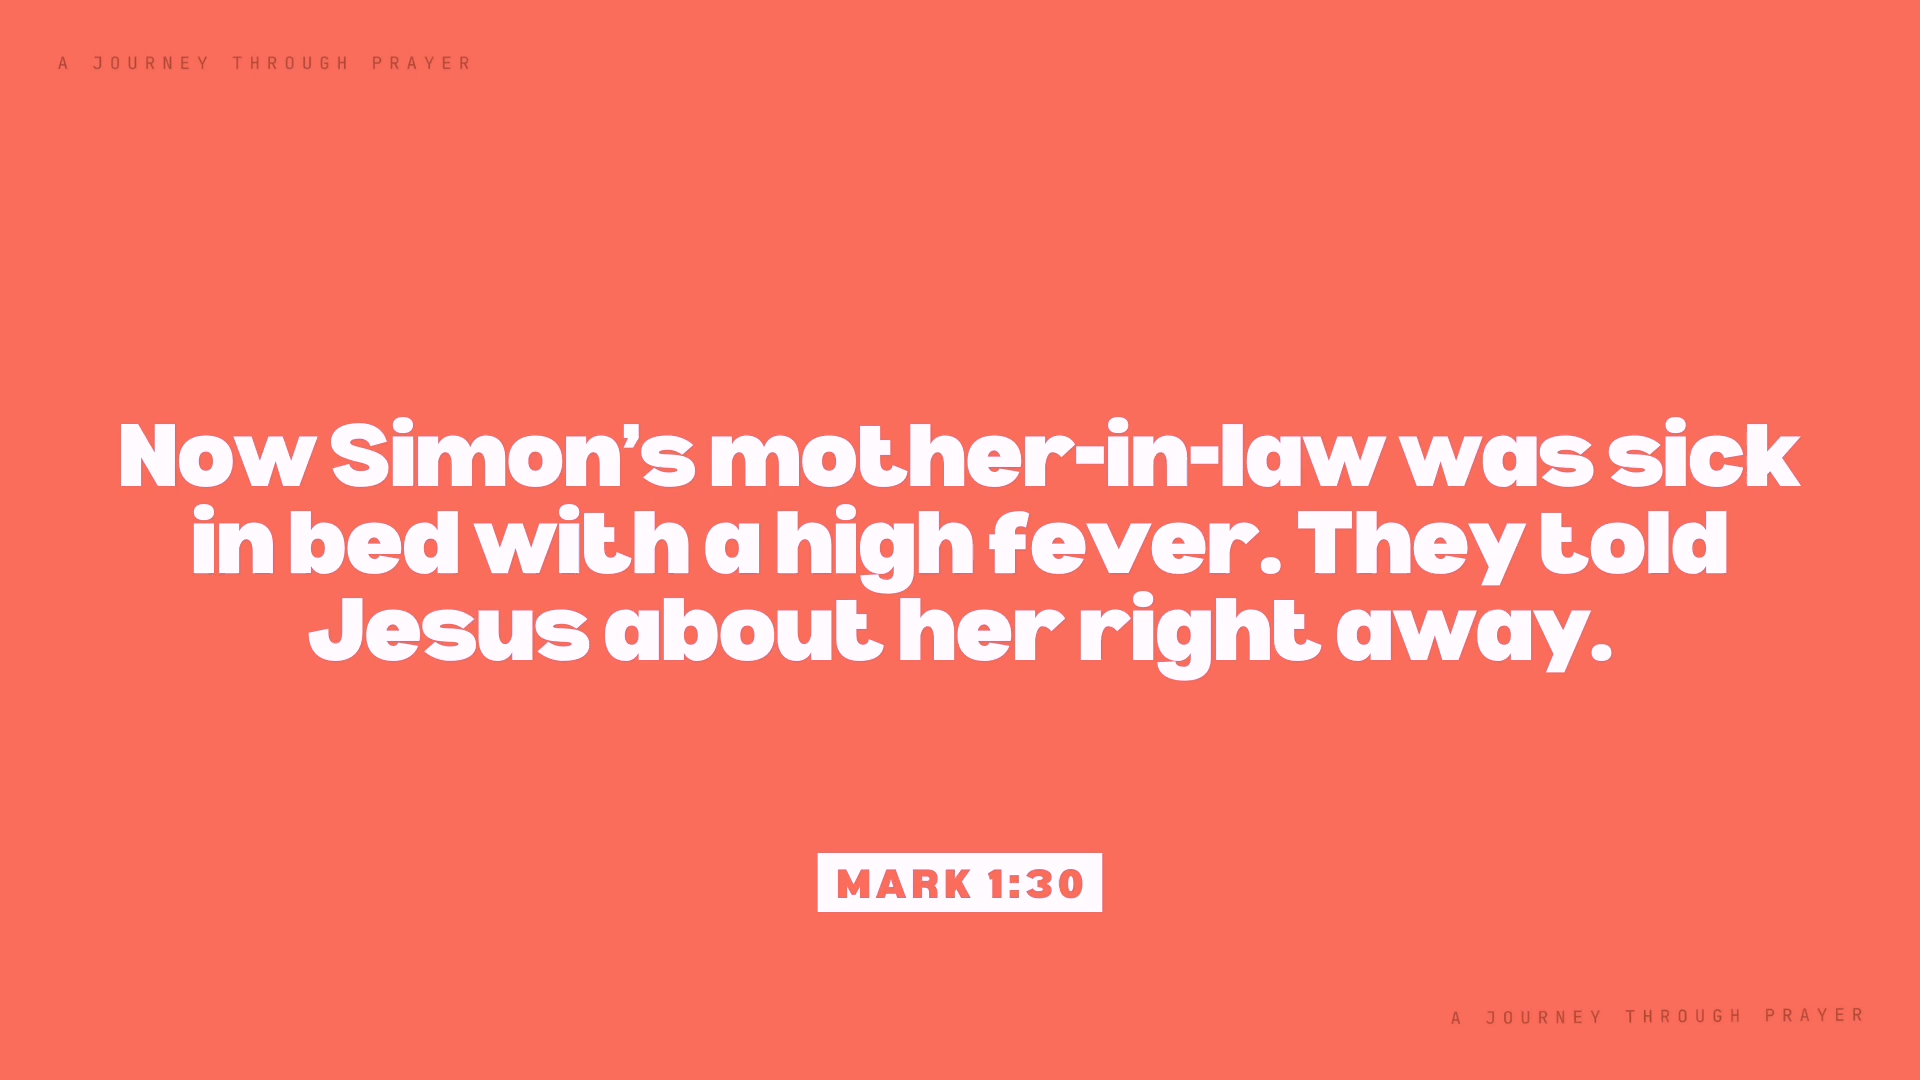 A JOURNEY THROUGH PRAYER
Now Simon’s mother-in-law was sick
in bed with a high fever. They told
Jesus about her right away.
MARK 1:30
A JOURNEY THROUGH PRAYER